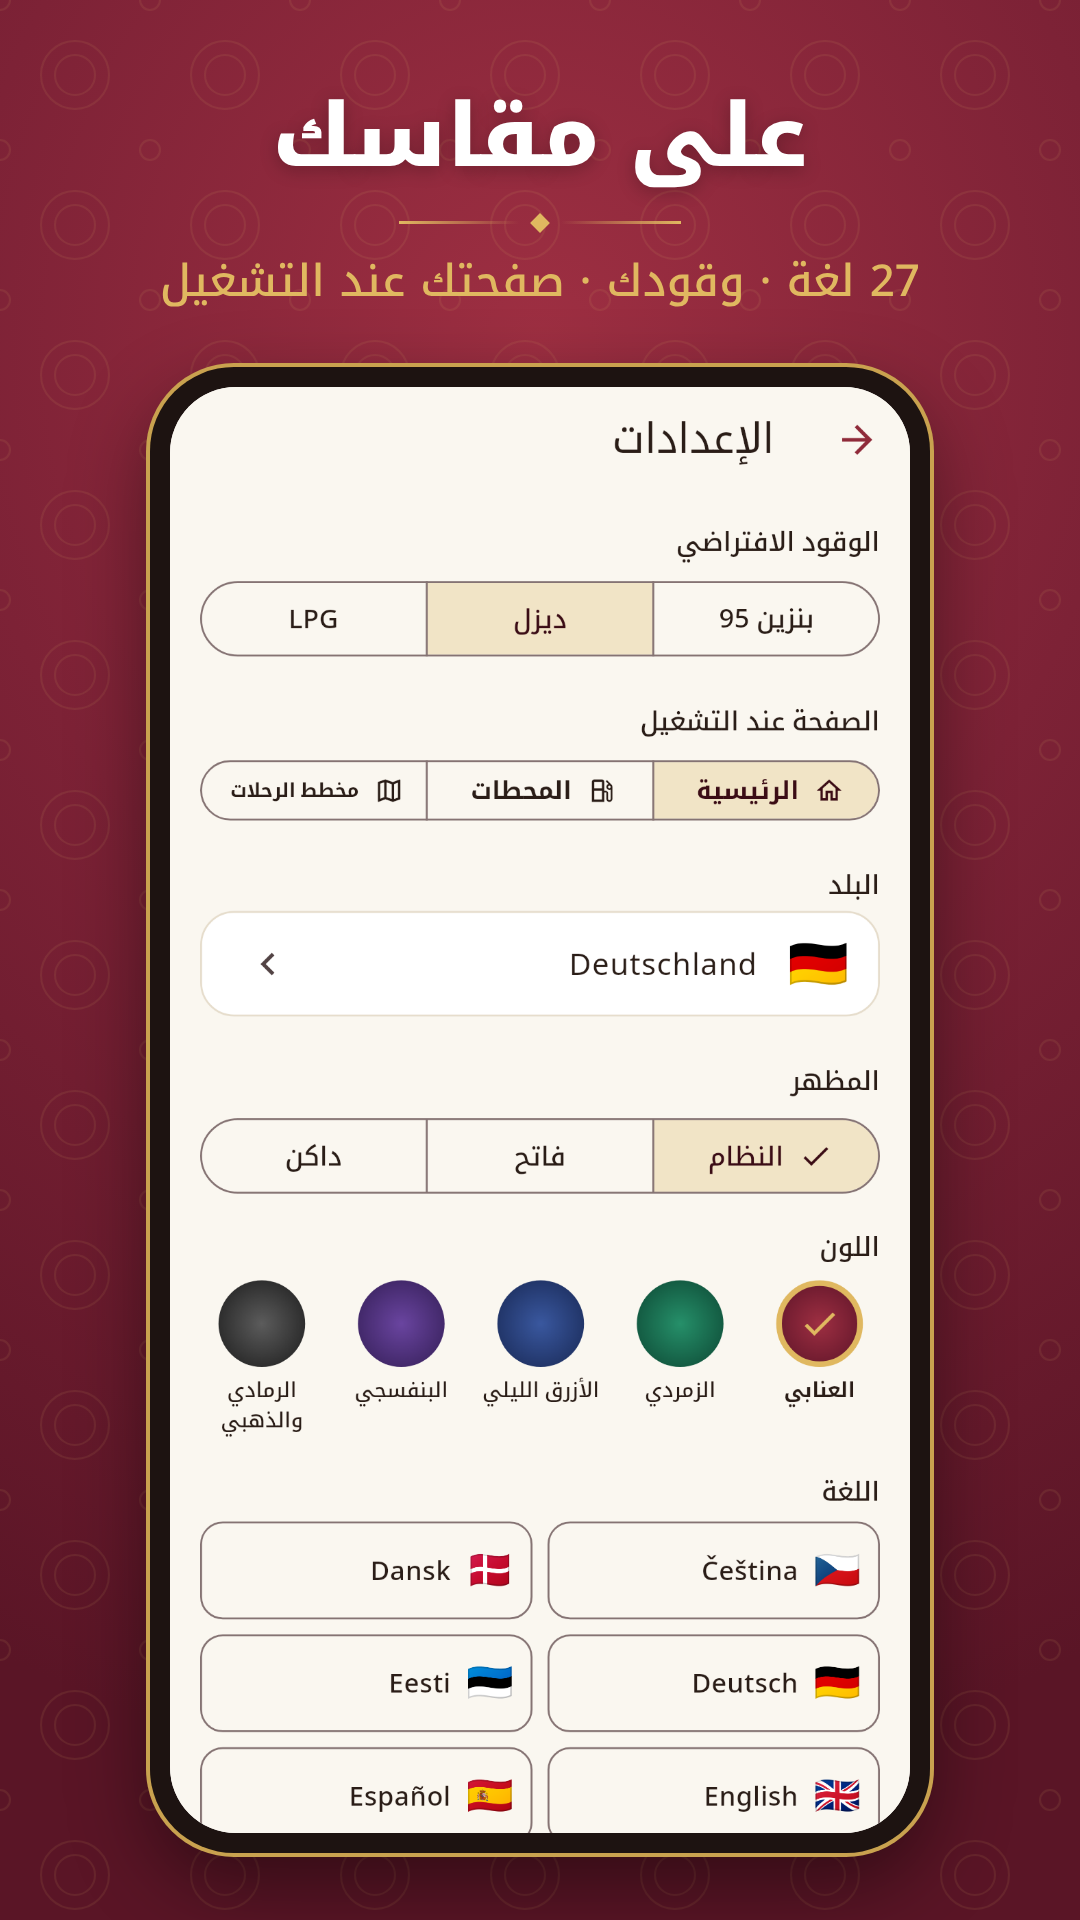 على مقاسك
27 لغة · وقودك · صفحتك عند التشغيل
الإعدادات
الوقود الافتراضي
بنزين 95
ديزل
LPG
الصفحة عند التشغيل
الرئيسية
المحطات
مخطط الرحلات
البلد
Deutschland
المظهر
النظام
فاتح
داكن
اللون
العنابي
الزمردي
الأزرق الليلي
البنفسجي
الرمادي
والذهبي
اللغة
Čeština
Dansk
Deutsch
Eesti
English
Español